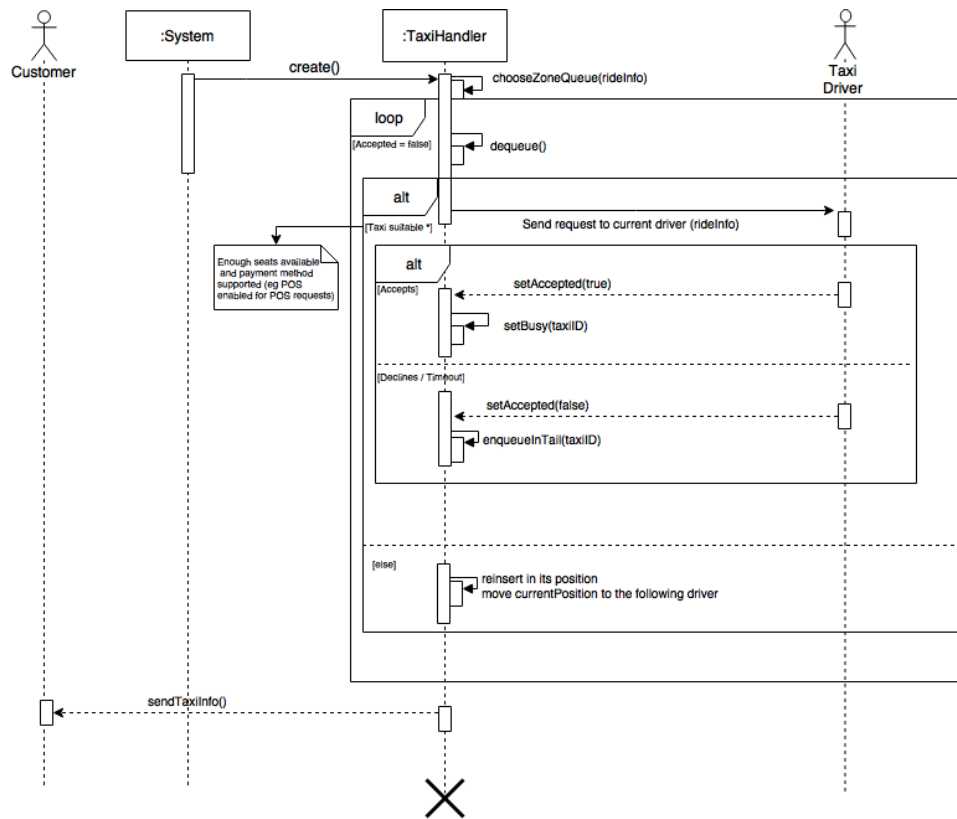 Customer
:System
:TaxiHandler
Taxi
Driver
create()
chooseZoneQueue(rideInfo)
loop
[Accepted = false]
dequeue()
alt
Send request to current driver (rideInfo)
[Taxi suitable *]
Enough seats available
and payment method
supported (eg POS
enabled for POS requests)
alt
[Accepts]
setAccepted(true)
setBusy(taxiID)
[Declines / Timeout]
setAccepted(false)
enqueueInTail(taxiID)
[else]
reinsert in its position
move currentPosition to the following driver
sendTaxiInfo()